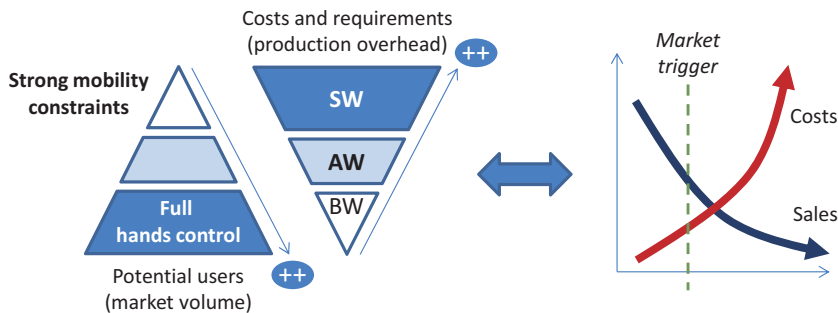 Costs and requirements
(production overhead)
++
Strong mobility
constraints
SW
AW
BW
Full
hands control
++
Potential users
(market volume)
Market
trigger
Costs
Sales